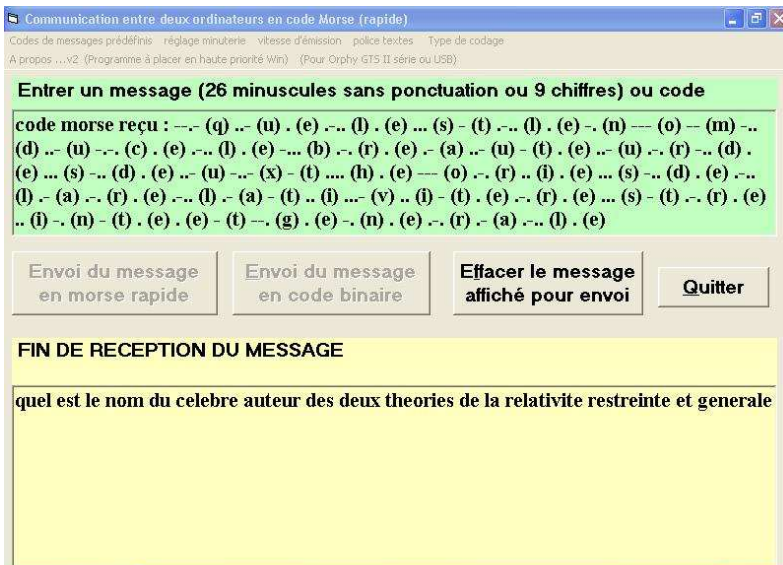 Communication entre deux ordinateurs en code Morse (rapide)
Codes de messages prédéfinis réglage minuterie vitesse d'émission police textes Type de codage
A propos ...v2 (Programme à placer en haute priorité Win) (Pour Orphy GTS II série ou USB)
Entrer un message (26 minuscules sans ponctuation ou 9 chiffres) ou code
code morse reçu : --.- (q) ..- (u) . (e) .-.. (l) . (e) ... (s) - (t) .-.. (l) . (e) -. (n) --- (o) -- (m) -..
(d) ..- (u) -.-. (c) . (e) .-.. (l) . (e) -... (b) .-. (r) . (e) .- (a) ..- (u) - (t) . (e) ..- (u) .-. (r) -.. (d) .
(e) ... (s) -.. (d) . (e) ..- (u) -..- (x) - (t) .... (h) . (e) --- (o) .-. (r) .. (i) . (e) ... (s) -.. (d) . (e) .-..
(l) .- (a) .-. (r) . (e) .-.. (l) .- (a) - (t) .. (i) ...- (v) .. (i) - (t) . (e) .-. (r) . (e) ... (s) - (t) .-. (r) . (e)
.. (i) -. (n) - (t) . (e) . (e) - (t) --. (g) . (e) -. (n) . (e) .-. (r) .- (a) .-.. (l) . (e)
Envoi du message
en morse rapide
Envoi du message
en code binaire
Effacer le message
affiché pour envoi
Quitter
FIN DE RECEPTION DU MESSAGE
quel est le nom du celebre auteur des deux theories de la relativite restreinte et generale